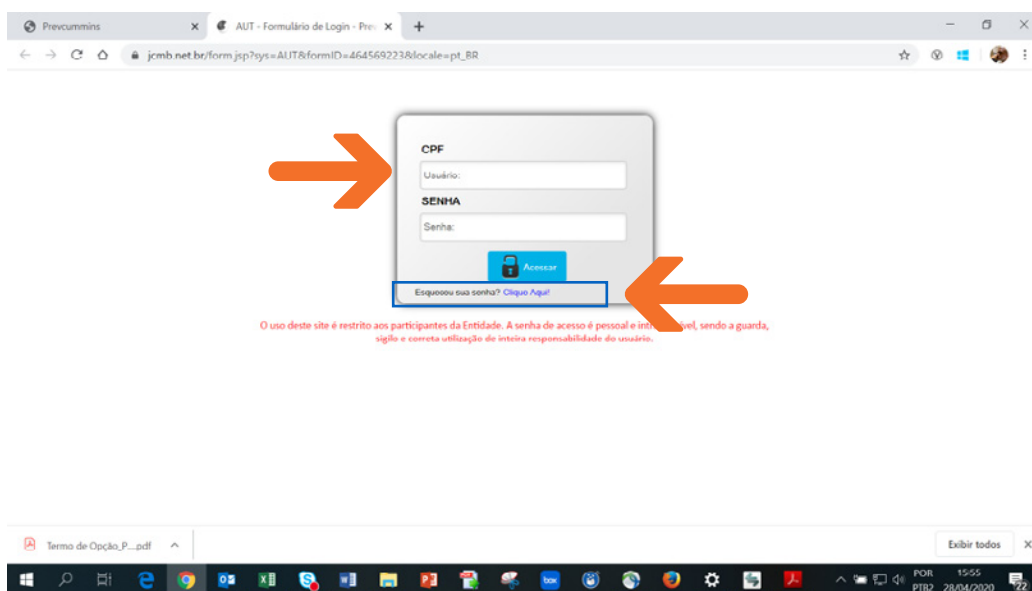 Prevcummins
AUT - Formulário de Login - Prev
jcmb.net.br/form.jsp?sys=AUT&formID=464569223&locale=pt_BR
CPF
Usuário:
SENHA
Senha:
Acessar
Esqueceu sua senha? Clique Aqui!
O uso deste site é restrito aos participantes da Entidade. A senha de acesso é pessoal e sendo a guarda,
sigilo e correta utilização de inteira responsabilidade do usuário.
Termo de Opção_P....pdf
Exibir todos
box
POR
PTB2
15:55
28/04/2020
22